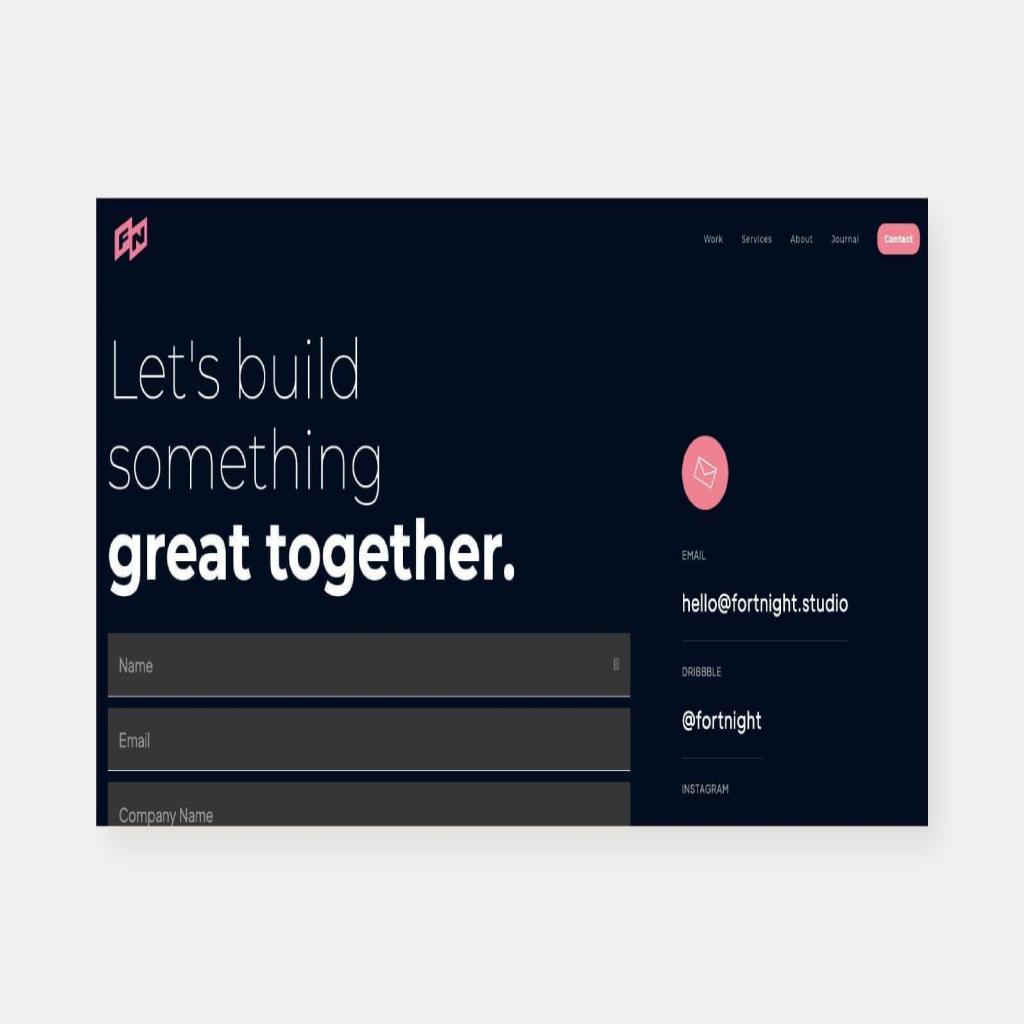 FN
Work Services About Journal Contact
Let's build
something
great together.
Name
Email
Company Name
EMAIL
hello@fortnight.studio
DRIBBBLE
@fortnight
INSTAGRAM